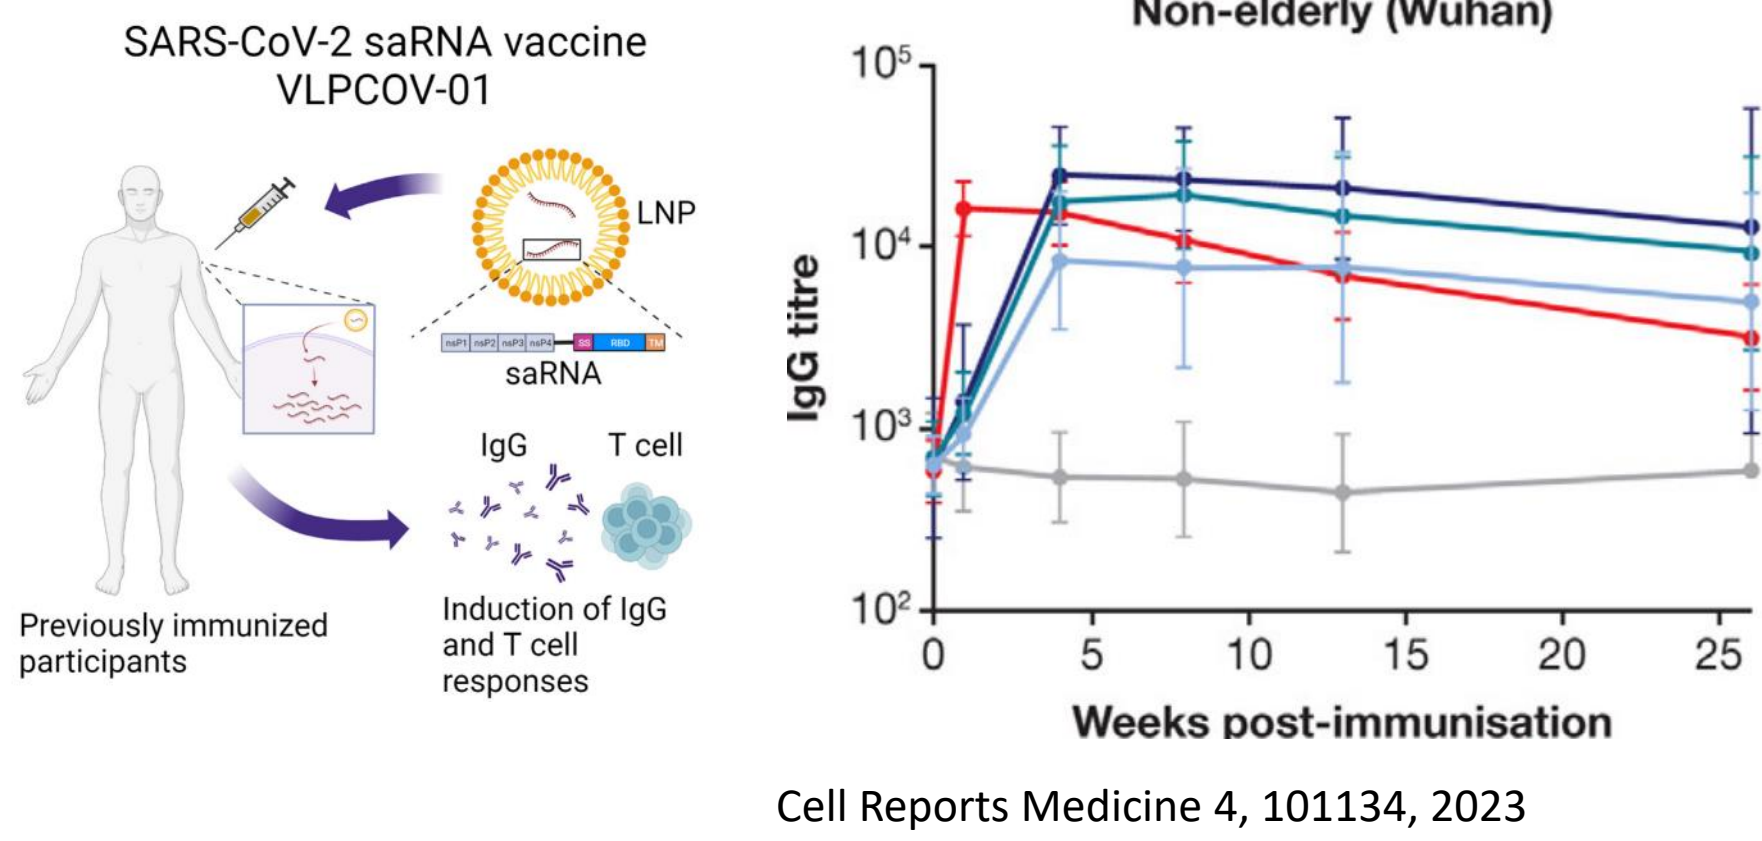 SARS-CoV-2 saRNA vaccine
VLPCOV-01
LNP
nsP1 nsP2 nsP3 nsP4 SS RBD TM
saRNA
IgG
T cell
Previously immunized
participants
Induction of IgG
and T cell
responses
Non-elderly (Wuhan)
IgG titre
10⁵
10⁴
10³
10²
0 5 10 15 20 25
Weeks post-immunisation
Cell Reports Medicine 4, 101134, 2023